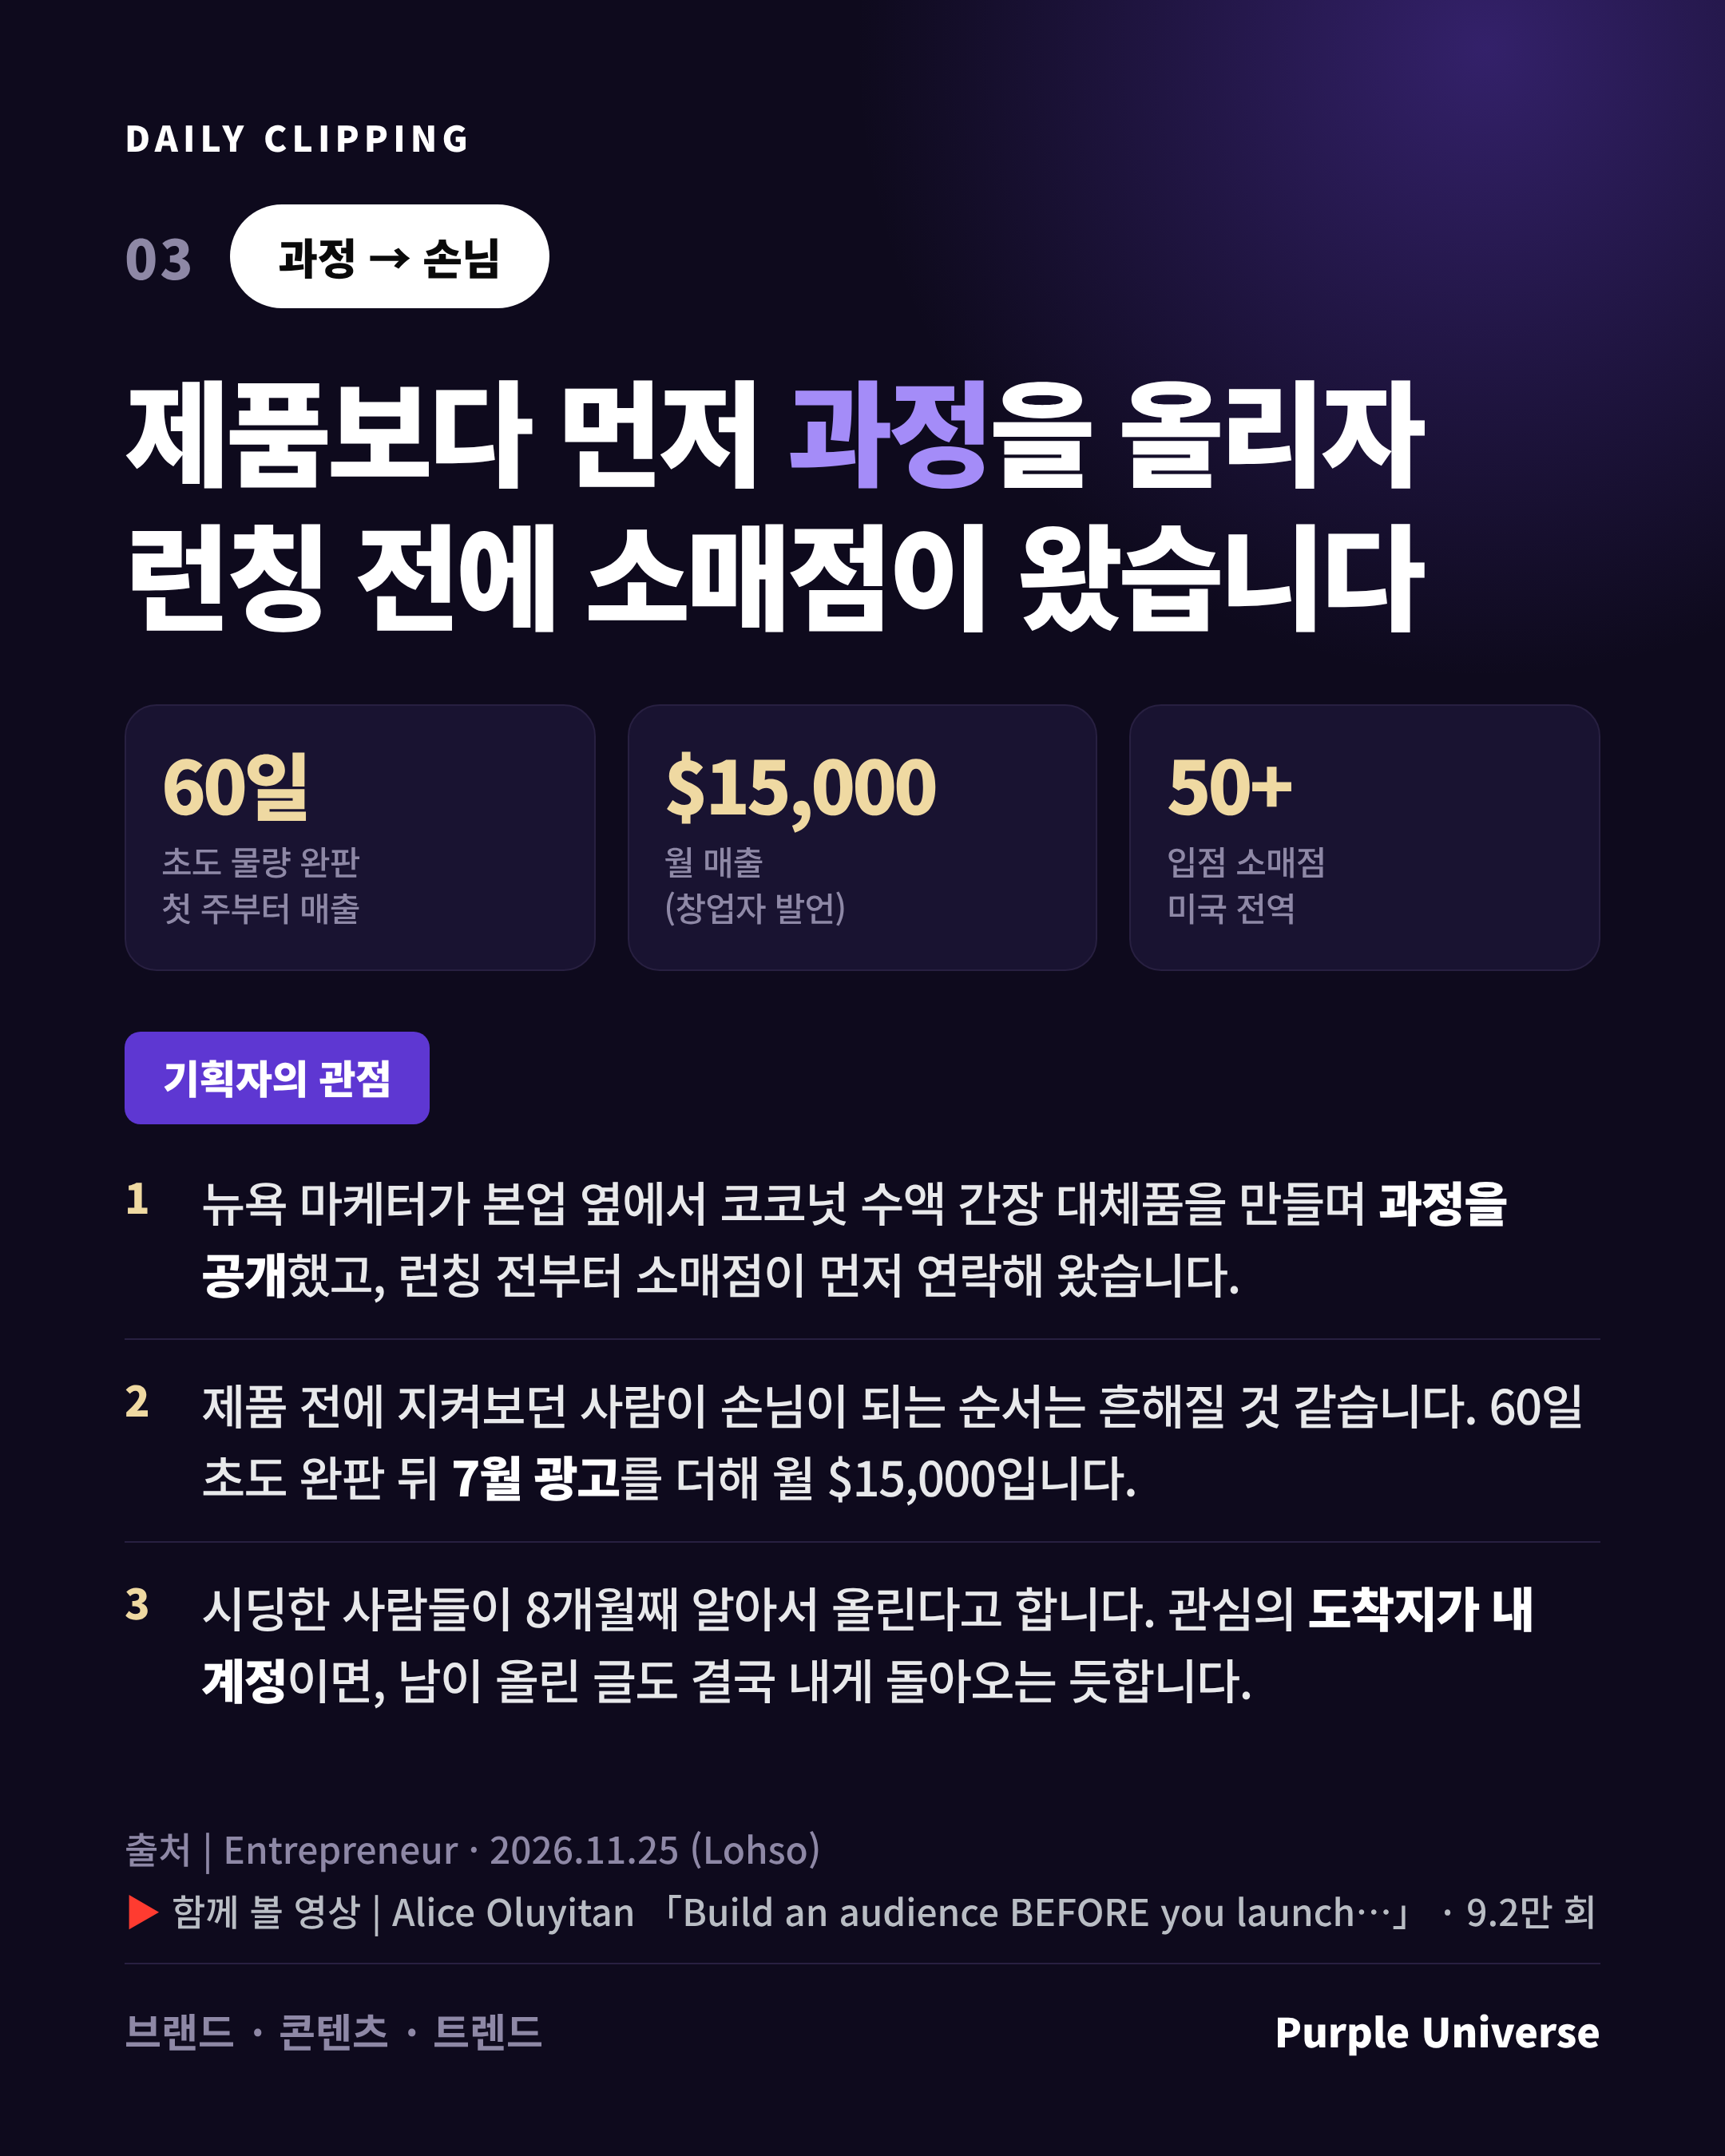 DAILY CLIPPING
03 과정 → 손님
제품보다 먼저 과정을 올리자
런칭 전에 소매점이 왔습니다
60일
초도 물량 완판
첫 주부터 매출
$15,000
월 매출
(창업자 발언)
50+
입점 소매점
미국 전역
기획자의 관점
1 뉴욕 마케터가 본업 옆에서 코코넛 수액 간장 대체품을 만들며 과정을
공개했고, 런칭 전부터 소매점이 먼저 연락해 왔습니다.
2 제품 전에 지켜보던 사람이 손님이 되는 순서는 흔해질 것 같습니다. 60일
초도 완판 뒤 7월 광고를 더해 월 $15,000입니다.
3 시딩한 사람들이 8개월째 알아서 올린다고 합니다. 관심의 도착지가 내
계정이면, 남이 올린 글도 결국 내게 돌아오는 듯합니다.
출처 | Entrepreneur · 2026.11.25 (Lohso)
▶ 함께 볼 영상 | Alice Oluyitan 「Build an audience BEFORE you launch…」 · 9.2만 회
브랜드 · 콘텐츠 · 트렌드
Purple Universe